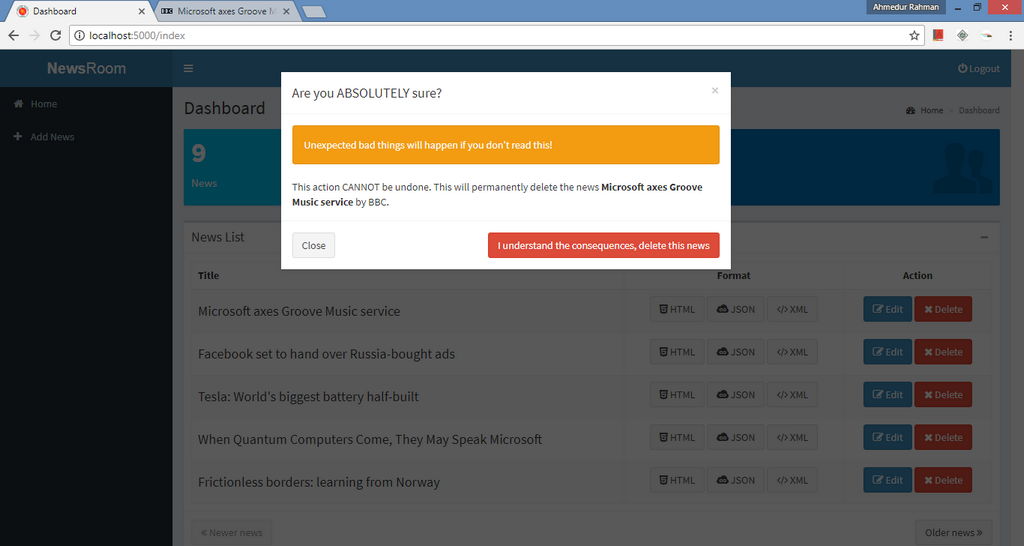 Ahmedur Rahman
Dashboard
Microsoft axes Groove M
localhost:5000/index
NewsRoom
Logout
Home
Add News
Dashboard
Home
Dashboard
9
News
Are you ABSOLUTELY sure?
×
Unexpected bad things will happen if you don't read this!
This action CANNOT be undone. This will permanently delete the news Microsoft axes Groove
Music service by BBC.
Close
I understand the consequences, delete this news
News List
Title Format Action
Microsoft axes Groove Music service HTML JSON </> XML Edit Delete
Facebook set to hand over Russia-bought ads HTML JSON </> XML Edit Delete
Tesla: World's biggest battery half-built HTML JSON </> XML Edit Delete
When Quantum Computers Come, They May Speak Microsoft HTML JSON </> XML Edit Delete
Frictionless borders: learning from Norway HTML JSON </> XML Edit Delete
« Newer news Older news »